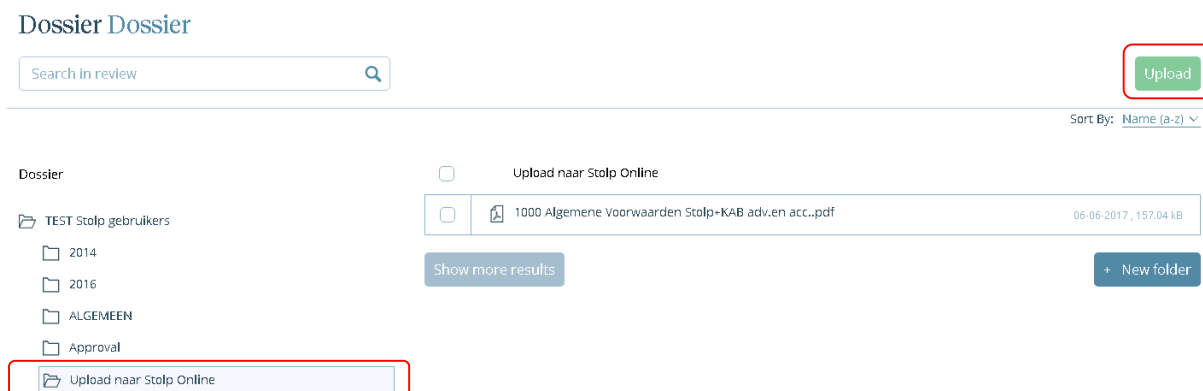 Dossier Dossier
Search in review
Upload
Sort By: Name (a-z)
Dossier
Upload naar Stolp Online
TEST Stolp gebruikers
1000 Algemene Voorwaarden Stolp+KAB adv.en acc..pdf
06-06-2017 , 157.04 kB
2014
Show more results
+ New folder
2016
ALGEMEEN
Approval
Upload naar Stolp Online